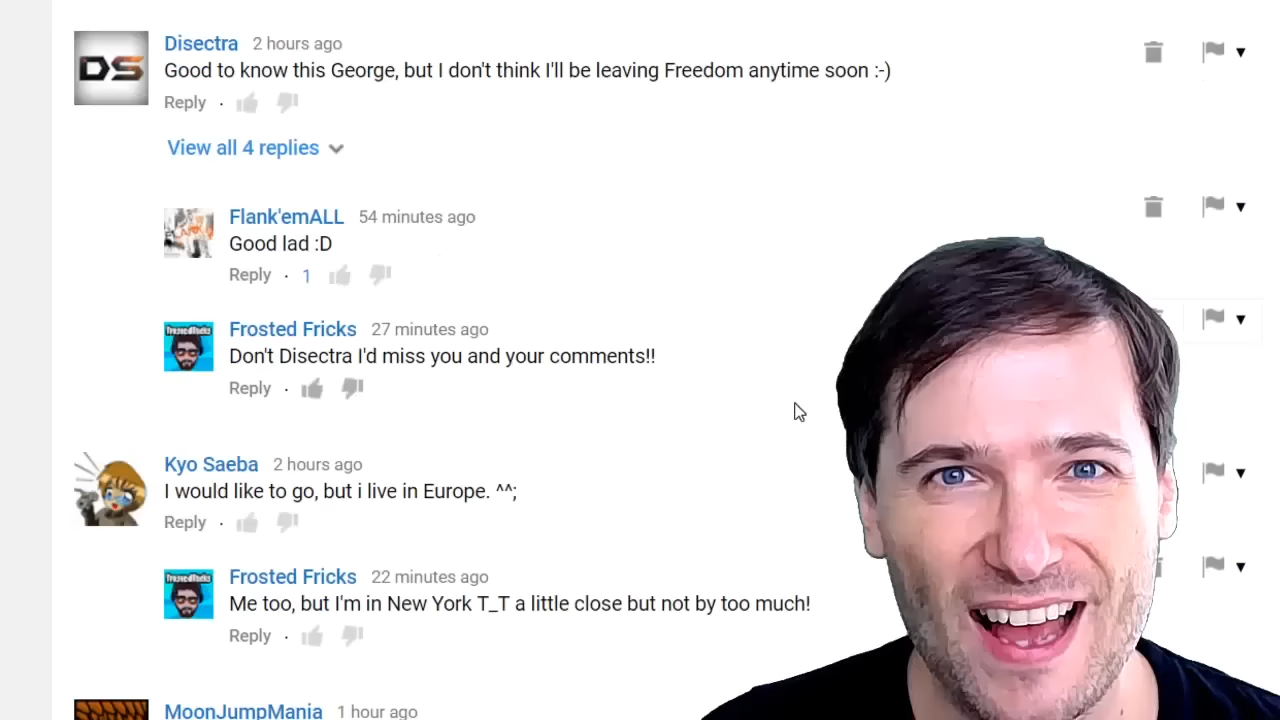 DS
Disectra 2 hours ago
Good to know this George, but I don't think I'll be leaving Freedom anytime soon :-)
Reply ·
View all 4 replies
Flank'emALL 54 minutes ago
Good lad :D
Reply · 1
Frosted Fricks 27 minutes ago
Don't Disectra I'd miss you and your comments!!
Reply ·
Kyo Saeba 2 hours ago
I would like to go, but i live in Europe. ^^;
Reply ·
Frosted Fricks 22 minutes ago
Me too, but I'm in New York T_T a little close but not by too much!
Reply ·
MoonJumpMania 1 hour ago